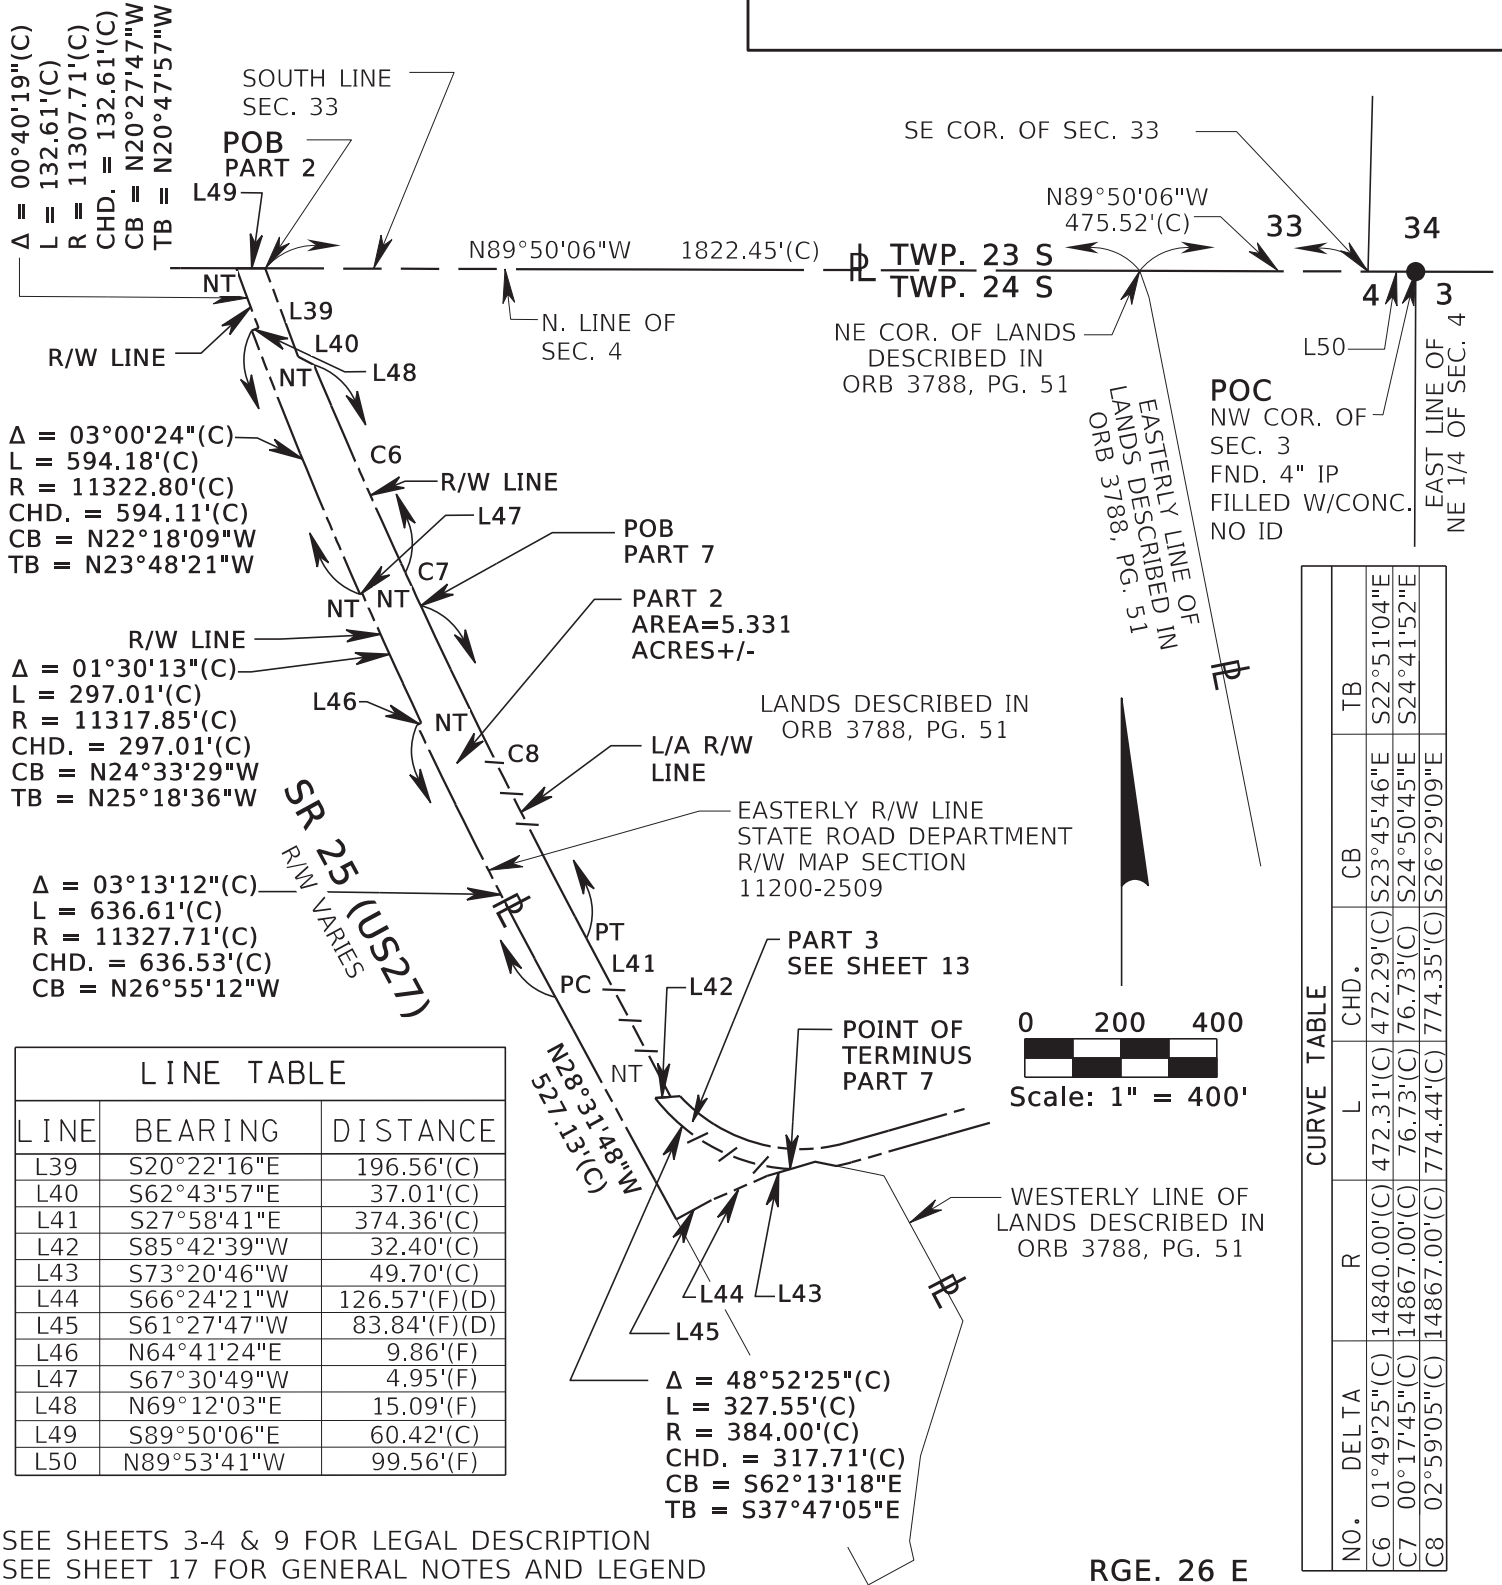 Δ = 00°40'19"(C)
L = 132.61'(C)
R = 11307.71'(C)
CHD. = 132.61'(C)
CB = N20°27'47"W
TB = N20°47'57"W
SOUTH LINE
SEC. 33
POB
PART 2
L49
SE COR. OF SEC. 33
N89°50'06"W
475.52'(C)
33
34
N89°50'06"W 1822.45'(C)
TWP. 23 S
TWP. 24 S
4
3
NT
L39
L40
L48
NT
R/W LINE
N. LINE OF
SEC. 4
NE COR. OF LANDS
DESCRIBED IN
ORB 3788, PG. 51
L50
POC
NW COR. OF
SEC. 3
FND. 4" IP
FILLED W/CONC.
NO ID
EAST LINE OF
NE 1/4 OF SEC. 4
EASTERLY LINE OF
LANDS DESCRIBED IN
ORB 3788, PG. 51
Δ = 03°00'24"(C)
L = 594.18'(C)
R = 11322.80'(C)
CHD. = 594.11'(C)
CB = N22°18'09"W
TB = N23°48'21"W
C6
R/W LINE
L47
POB
PART 7
C7
NT
NT
PART 2
AREA=5.331
ACRES+/-
R/W LINE
Δ = 01°30'13"(C)
L = 297.01'(C)
R = 11317.85'(C)
CHD. = 297.01'(C)
CB = N24°33'29"W
TB = N25°18'36"W
L46
NT
C8
LANDS DESCRIBED IN
ORB 3788, PG. 51
L/A R/W
LINE
SR 25 (US27)
R/W VARIES
EASTERLY R/W LINE
STATE ROAD DEPARTMENT
R/W MAP SECTION
11200-2509
Δ = 03°13'12"(C)
L = 636.61'(C)
R = 11327.71'(C)
CHD. = 636.53'(C)
CB = N26°55'12"W
PT
L41
PC
L42
PART 3
SEE SHEET 13
POINT OF
TERMINUS
PART 7
0 200 400
Scale: 1" = 400'
NT
N28°31'48"W
527.13'(C)
WESTERLY LINE OF
LANDS DESCRIBED IN
ORB 3788, PG. 51
L44
L43
L45
Δ = 48°52'25"(C)
L = 327.55'(C)
R = 384.00'(C)
CHD. = 317.71'(C)
CB = S62°13'18"E
TB = S37°47'05"E
LINE TABLE
LINE BEARING DISTANCE
L39 S20°22'16"E 196.56'(C)
L40 S62°43'57"E 37.01'(C)
L41 S27°58'41"E 374.36'(C)
L42 S85°42'39"W 32.40'(C)
L43 S73°20'46"W 49.70'(C)
L44 S66°24'21"W 126.57'(F)(D)
L45 S61°27'47"W 83.84'(F)(D)
L46 N64°41'24"E 9.86'(F)
L47 S67°30'49"W 4.95'(F)
L48 N69°12'03"E 15.09'(F)
L49 S89°50'06"E 60.42'(C)
L50 N89°53'41"W 99.56'(F)
CURVE TABLE
NO. DELTA R L CHD. CB TB
C6 01°49'25"(C) 14840.00'(C) 472.31'(C) 472.29'(C) S23°45'46"E S22°51'04"E
C7 00°17'45"(C) 14867.00'(C) 76.73'(C) 76.73'(C) S24°50'45"E S24°41'52"E
C8 02°59'05"(C) 14867.00'(C) 774.44'(C) 774.35'(C) S26°29'09"E
SEE SHEETS 3-4 & 9 FOR LEGAL DESCRIPTION
SEE SHEET 17 FOR GENERAL NOTES AND LEGEND
RGE. 26 E